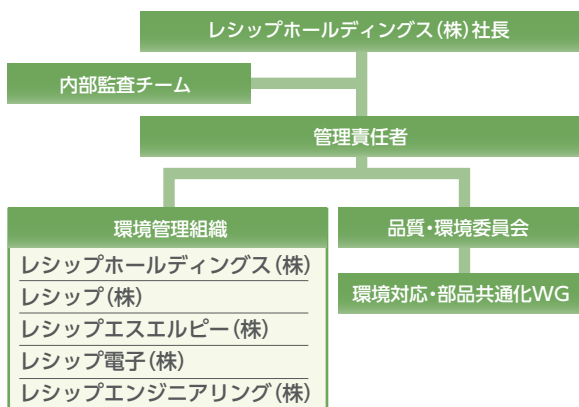 レシップホールディングス(株)社長
内部監査チーム
管理責任者
環境管理組織
レシップホールディングス(株)
レシップ(株)
レシップエスエルピー(株)
レシップ電子(株)
レシップエンジニアリング(株)
品質・環境委員会
環境対応・部品共通化WG